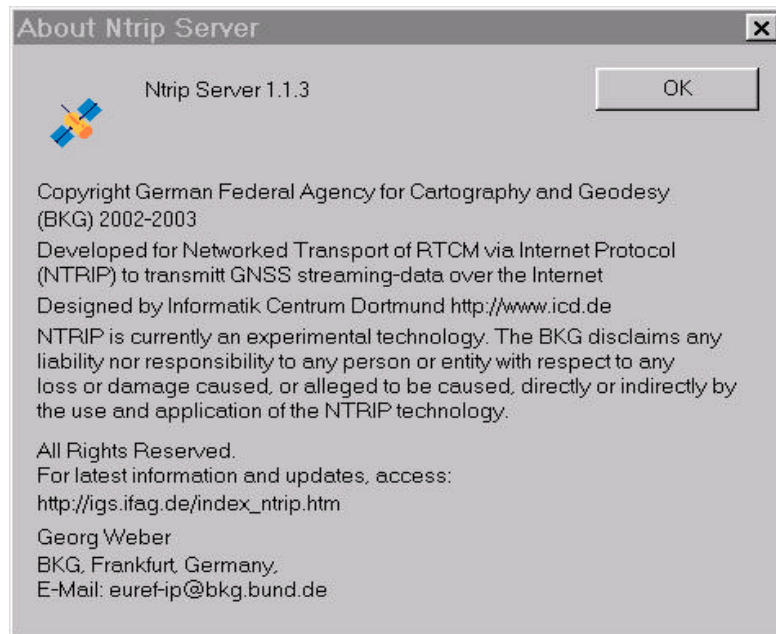 About Ntrip Server
Ntrip Server 1.1.3
OK
Copyright German Federal Agency for Cartography and Geodesy
(BKG) 2002-2003
Developed for Networked Transport of RTCM via Internet Protocol
(NTRIP) to transmitt GNSS streaming-data over the Internet
Designed by Informatik Centrum Dortmund http://www.icd.de
NTRIP is currently an experimental technology. The BKG disclaims any
liability nor responsibility to any person or entity with respect to any
loss or damage caused, or alleged to be caused, directly or indirectly by
the use and application of the NTRIP technology.
All Rights Reserved.
For latest information and updates, access:
http://igs.ifag.de/index_ntrip.htm
Georg Weber
BKG, Frankfurt, Germany,
E-Mail: euref-ip@bkg.bund.de